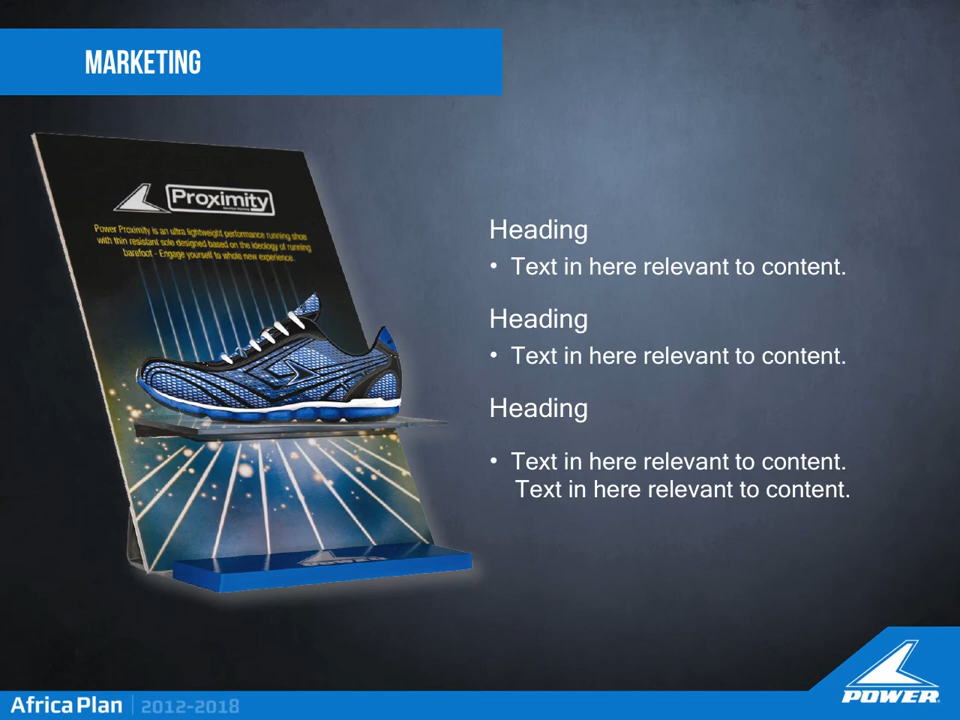 MARKETING
Proximity
Power Proximity is an ultra lightweight performance running shoe
with thin resistant sole designed based on the ideology of running
barefoot - Engage yourself to whole new experience.
Heading
• Text in here relevant to content.
Heading
• Text in here relevant to content.
Heading
• Text in here relevant to content.
Text in here relevant to content.
POWER
Africa Plan | 2012-2018
POWER